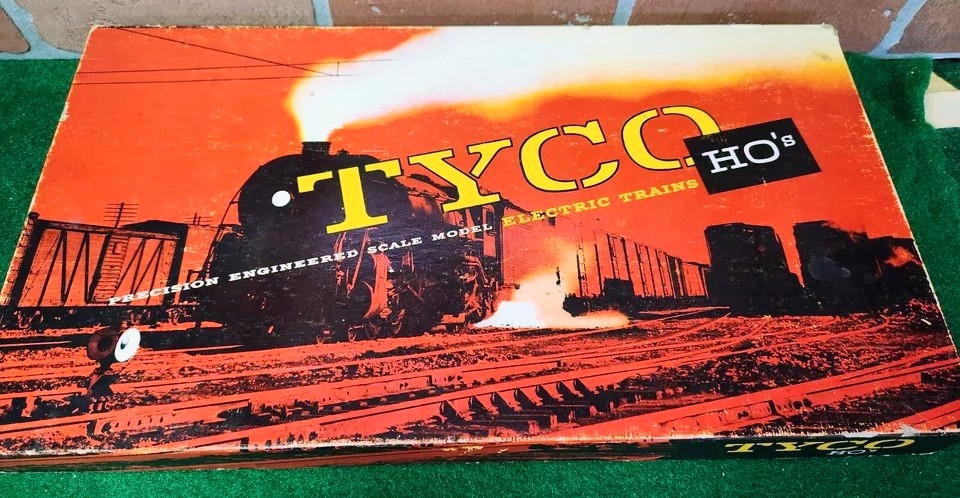 TYCO HO's
PRECISION ENGINEERED SCALE MODEL ELECTRIC TRAINS
TYCO
HO's